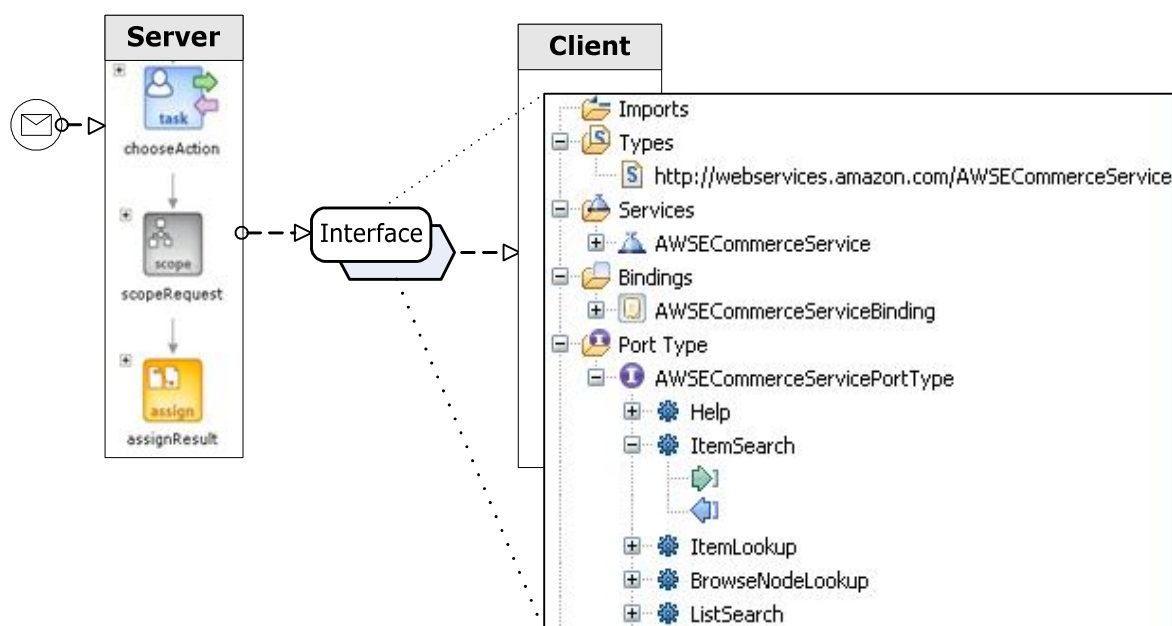 Server
task
chooseAction
scope
scopeRequest
assign
assignResult
Interface
Client
Imports
Types
http://webservices.amazon.com/AWSECommerceService
Services
AWSECommerceService
Bindings
AWSECommerceServiceBinding
Port Type
AWSECommerceServicePortType
Help
ItemSearch
ItemLookup
BrowseNodeLookup
ListSearch